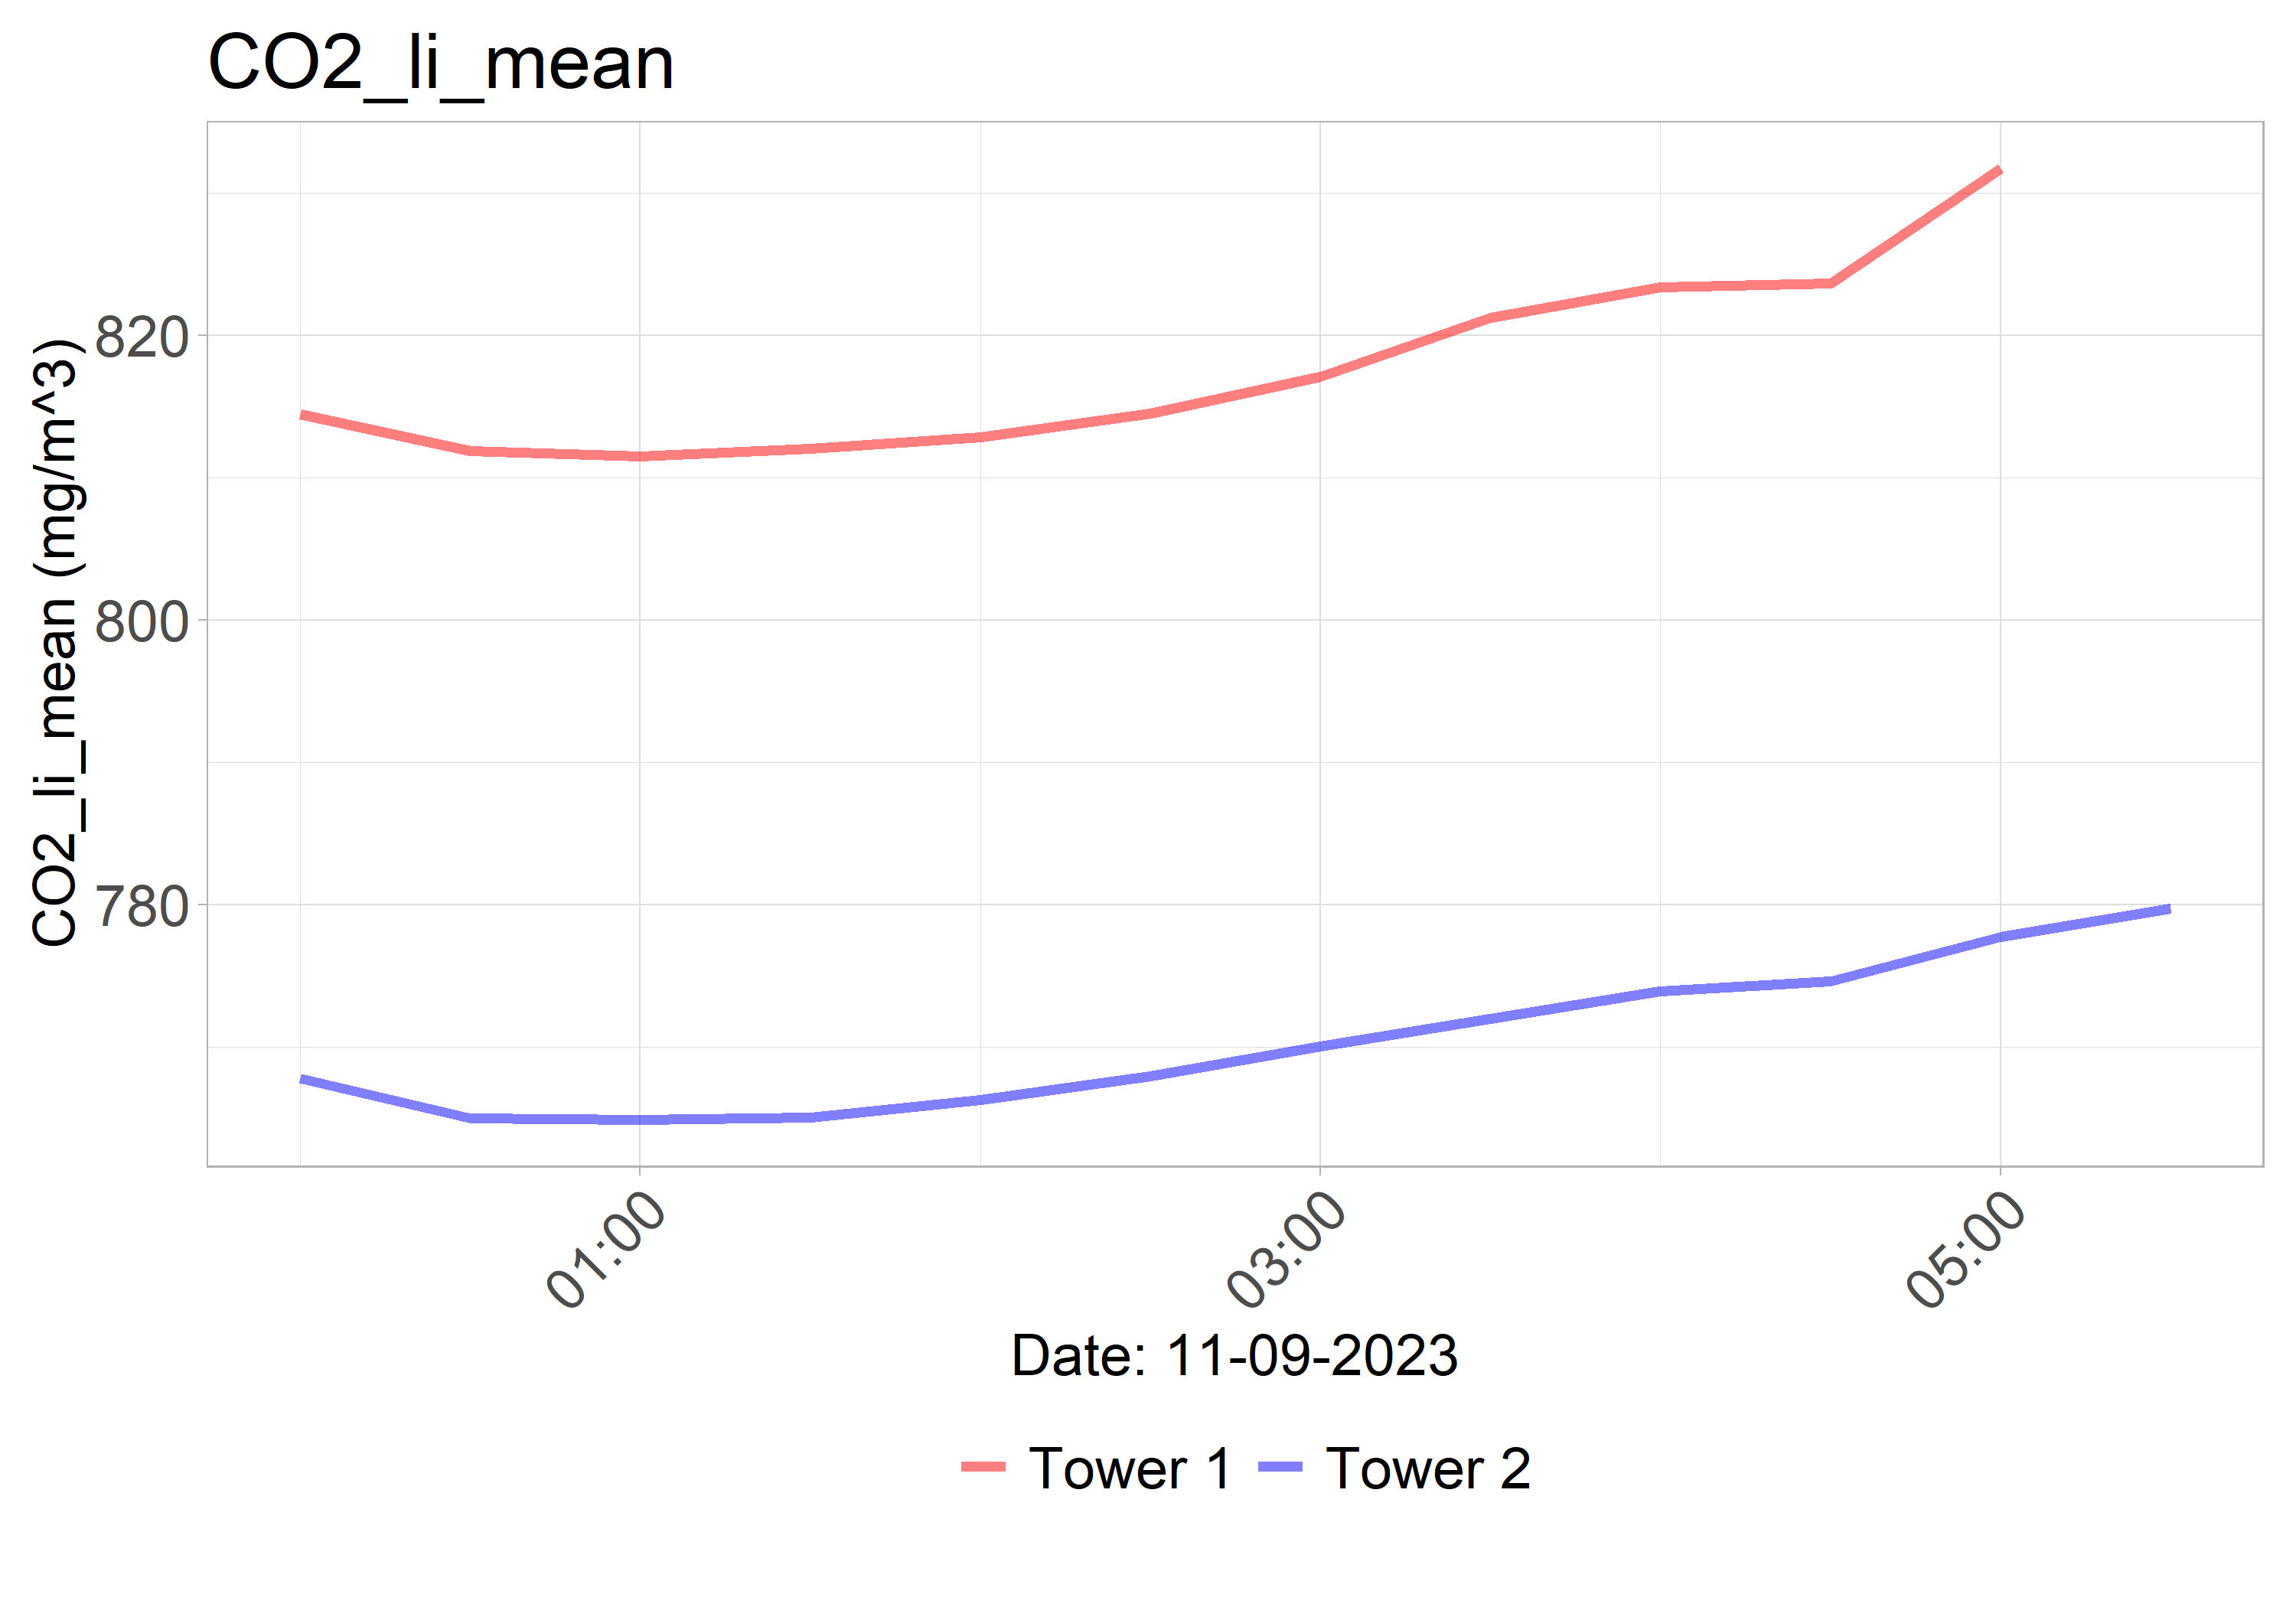 CO2_li_mean
CO2_li_mean (mg/m^3)
820
800
780
01:00
03:00
05:00
Date: 11-09-2023
Tower 1
Tower 2